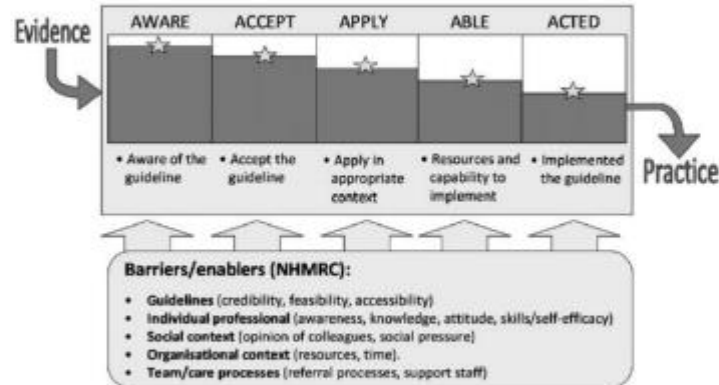 AWARE ACCEPT APPLY ABLE ACTED
Evidence
• Aware of the guideline
• Accept the guideline
• Apply in appropriate context
• Resources and capability to implement
• Implemented the guideline
Practice
Barriers/enablers (NHMRC):
• Guidelines (credibility, feasibility, accessibility)
• Individual professional (awareness, knowledge, attitude, skills/self-efficacy)
• Social context (opinion of colleagues, social pressure)
• Organisational context (resources, time).
• Team/care processes (referral processes, support staff)